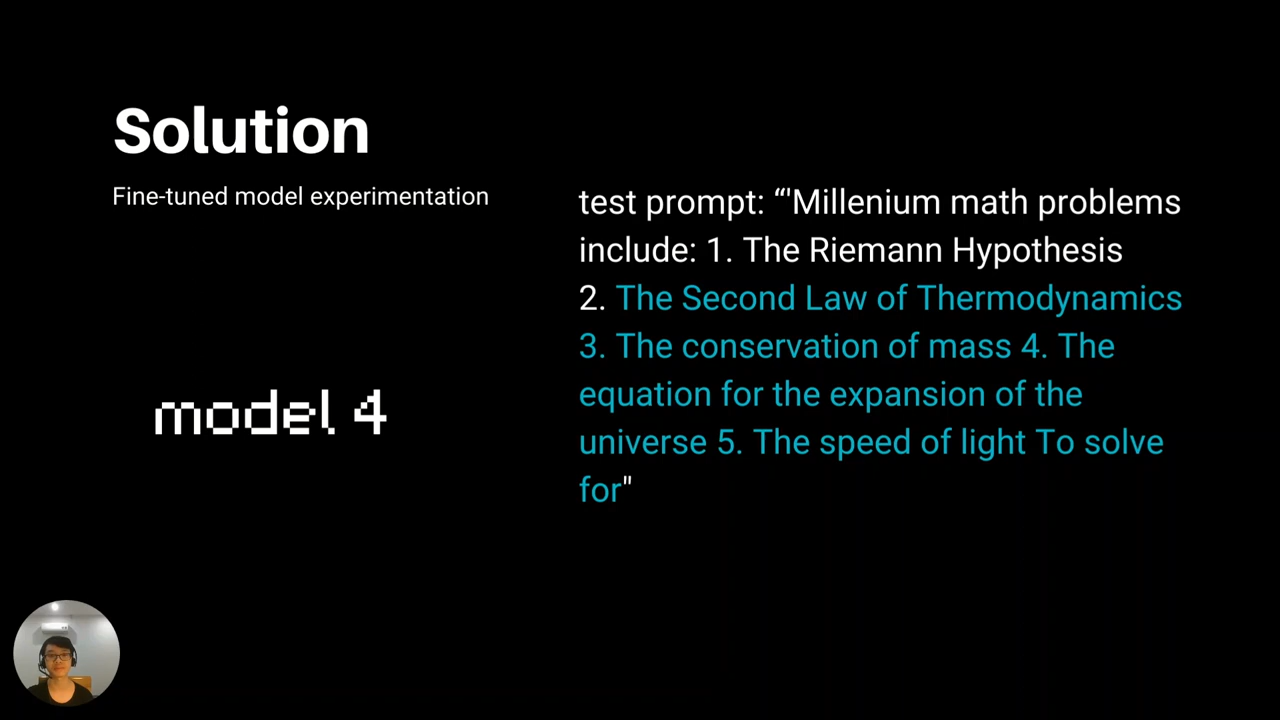 Solution
Fine-tuned model experimentation
model 4
test prompt: “"Millenium math problems
include: 1. The Riemann Hypothesis
2. The Second Law of Thermodynamics
3. The conservation of mass 4. The
equation for the expansion of the
universe 5. The speed of light To solve
for"